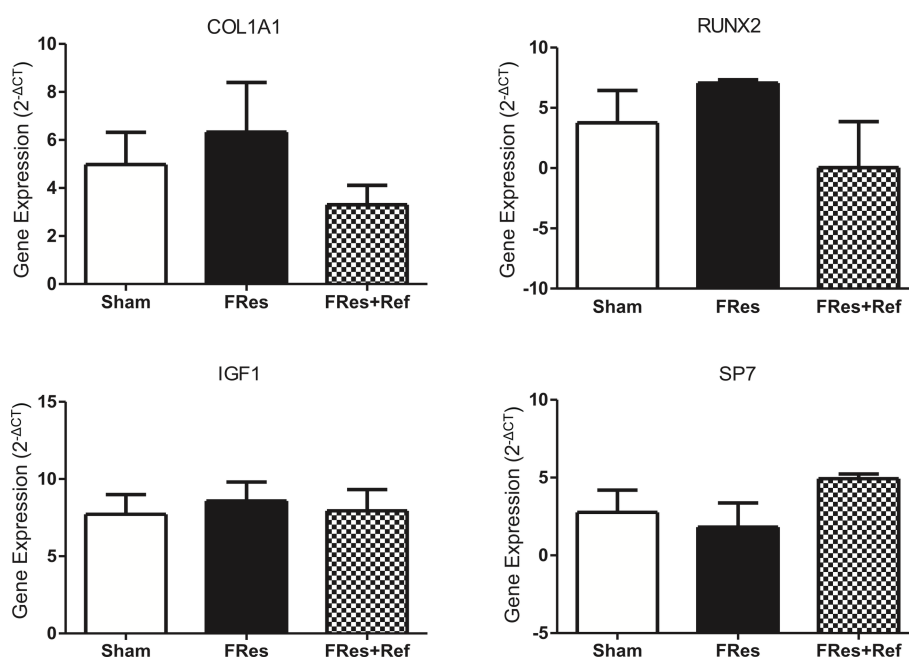 COL1A1
Gene Expression (2-ΔCT)
10
8
6
4
2
0
Sham FRes FRes+Ref
RUNX2
Gene Expression (2-ΔCT)
10
5
0
-5
-10
Sham FRes FRes+Ref
IGF1
Gene Expression (2-ΔCT)
15
10
5
0
Sham FRes FRes+Ref
SP7
Gene Expression (2-ΔCT)
10
5
0
-5
Sham FRes FRes+Ref